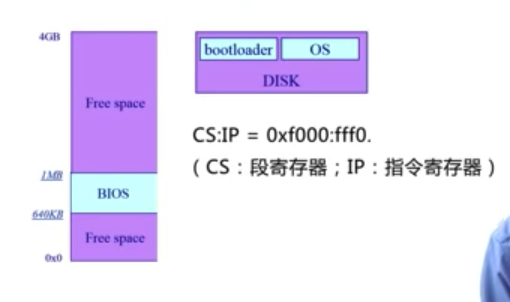 4GB
Free space
1MB
BIOS
640KB
Free space
0x0
bootloader
OS
DISK
CS:IP = 0xf000:fff0.
( CS：段寄存器；IP：指令寄存器 )